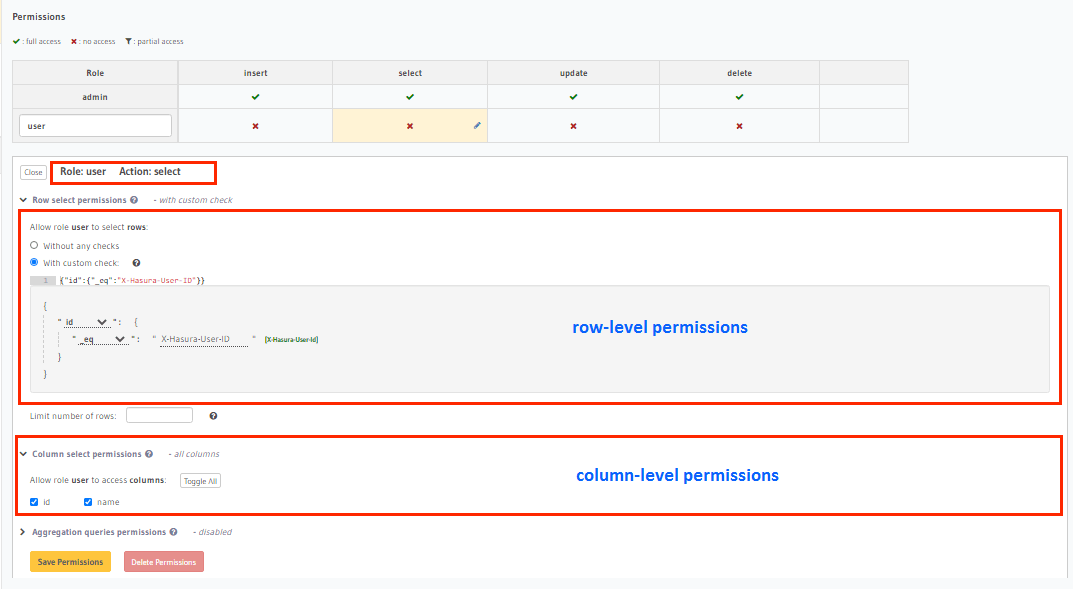 Permissions
: full access : no access : partial access
Role insert select update delete
admin
user
Close Role: user Action: select
Row select permissions - with custom check
Allow role user to select rows:
Without any checks
With custom check:
1 {"id":{"_eq":"X-Hasura-User-ID"}}
{
" id ": {
" _eq ": " X-Hasura-User-ID " [X-Hasura-User-Id]
}
}
row-level permissions
Limit number of rows:
Column select permissions - all columns
Allow role user to access columns: Toggle All
column-level permissions
id name
Aggregation queries permissions - disabled
Save Permissions Delete Permissions